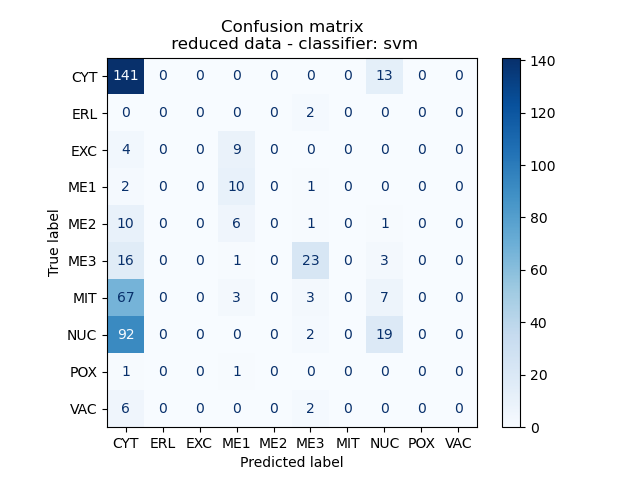 Confusion matrix
reduced data - classifier: svm
True label
CYT 141 0 0 0 0 0 0 13 0 0
ERL 0 0 0 0 0 2 0 0 0 0
EXC 4 0 0 9 0 0 0 0 0 0
ME1 2 0 0 10 0 1 0 0 0 0
ME2 10 0 0 6 0 1 0 1 0 0
ME3 16 0 0 1 0 23 0 3 0 0
MIT 67 0 0 3 0 3 0 7 0 0
NUC 92 0 0 0 0 2 0 19 0 0
POX 1 0 0 1 0 0 0 0 0 0
VAC 6 0 0 0 0 2 0 0 0 0
CYT ERL EXC ME1 ME2 ME3 MIT NUC POX VAC
Predicted label
140
120
100
80
60
40
20
0